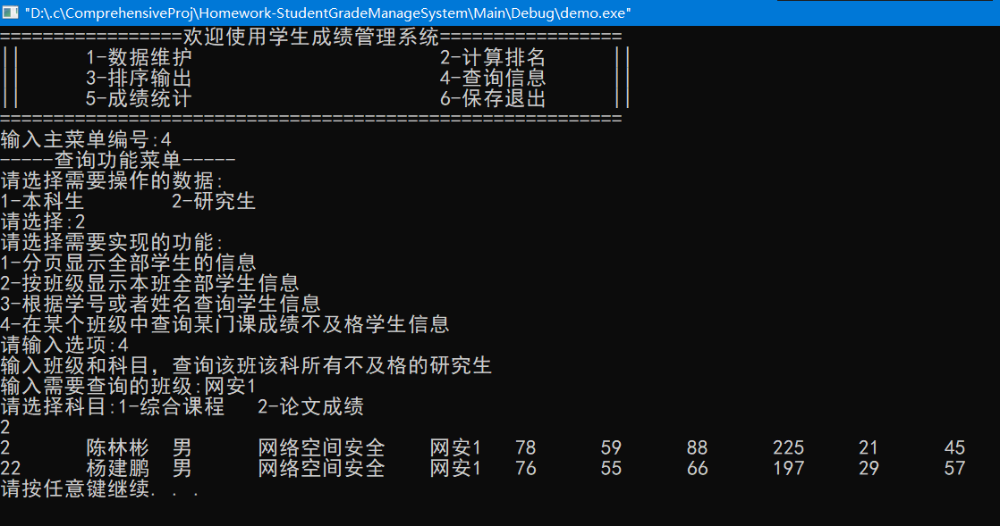 "D:\.c\ComprehensiveProj\Homework-StudentGradeManageSystem\Main\Debug\demo.exe"
=================欢迎使用学生成绩管理系统=================
||      1-数据维护                       2-计算排名      ||
||      3-排序输出                       4-查询信息      ||
||      5-成绩统计                       6-保存退出      ||
==========================================================
输入主菜单编号:4
-----查询功能菜单-----
请选择需要操作的数据:
1-本科生        2-研究生
请选择:2
请选择需要实现的功能:
1-分页显示全部学生的信息
2-按班级显示本班全部学生信息
3-根据学号或者姓名查询学生信息
4-在某个班级中查询某门课成绩不及格学生信息
请输入选项:4
输入班级和科目，查询该班该科所有不及格的研究生
输入需要查询的班级:网安1
请选择科目:1-综合课程   2-论文成绩
2
2       陈林彬  男      网络空间安全    网安1   78      59      88      225     21      45
22      杨建鹏  男      网络空间安全    网安1   76      55      66      197     29      57
请按任意键继续. . .